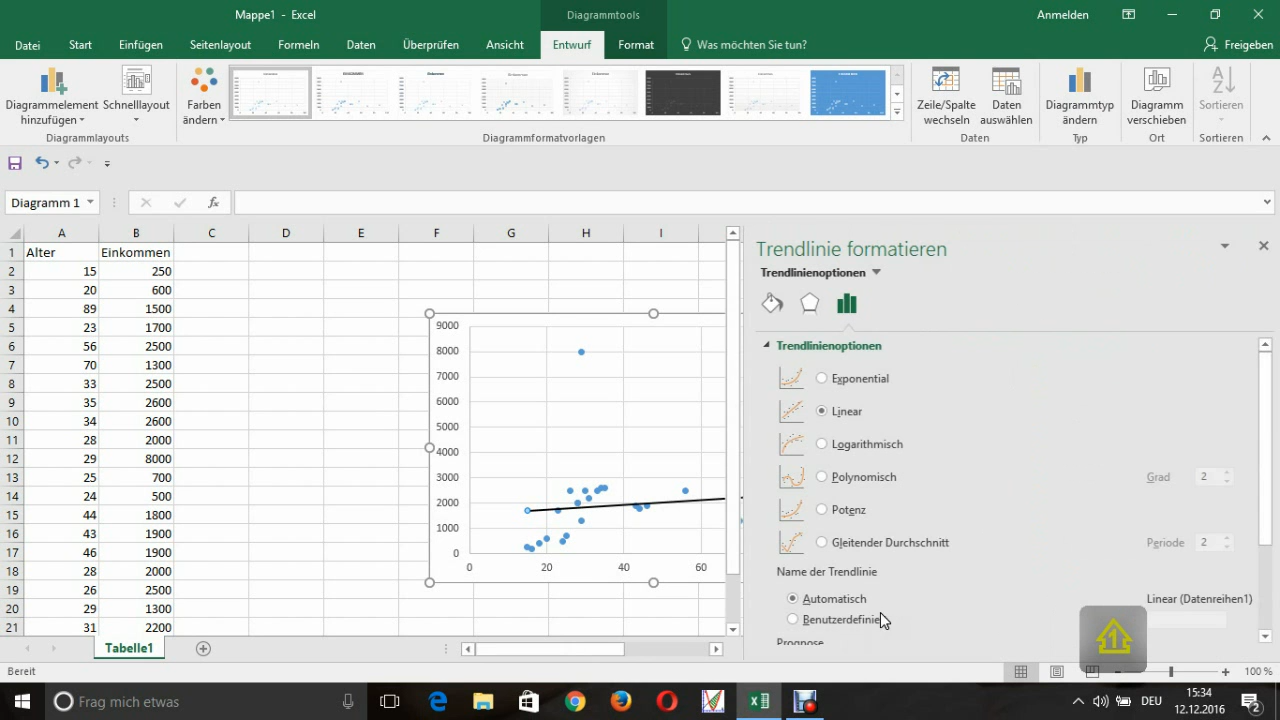 Mappe1 - Excel
Diagrammtools
Anmelden
Datei Start Einfügen Seitenlayout Formeln Daten Überprüfen Ansicht Entwurf Format Was möchten Sie tun? Freigeben
Diagrammelement hinzufügen
Schnelllayout
Farben ändern
Zeile/Spalte wechseln
Daten auswählen
Diagrammtyp ändern
Diagramm verschieben
Sortieren
Diagrammlayouts Diagrammformatvorlagen Daten Typ Ort Sortieren
Diagramm 1 fx
A B C D E F G H I
1 Alter Einkommen
2 15 250
3 20 600
4 89 1500
5 23 1700
6 56 2500
7 70 1300
8 33 2500
9 35 2600
10 34 2600
11 28 2000
12 29 8000
13 25 700
14 24 500
15 44 1800
16 43 1900
17 46 1900
18 28 2000
19 26 2500
20 29 1300
21 31 2200
9000
8000
7000
6000
5000
4000
3000
2000
1000
0
0 20 40 60
Trendlinie formatieren
Trendlinienoptionen
Trendlinienoptionen
Exponential
Linear
Logarithmisch
Polynomisch Grad 2
Potenz
Gleitender Durchschnitt Periode 2
Name der Trendlinie
Automatisch Linear (Datenreihen1)
Prognose
Tabelle1
Bereit 100 %
Frag mich etwas
DEU
15:34
12.12.2016
2